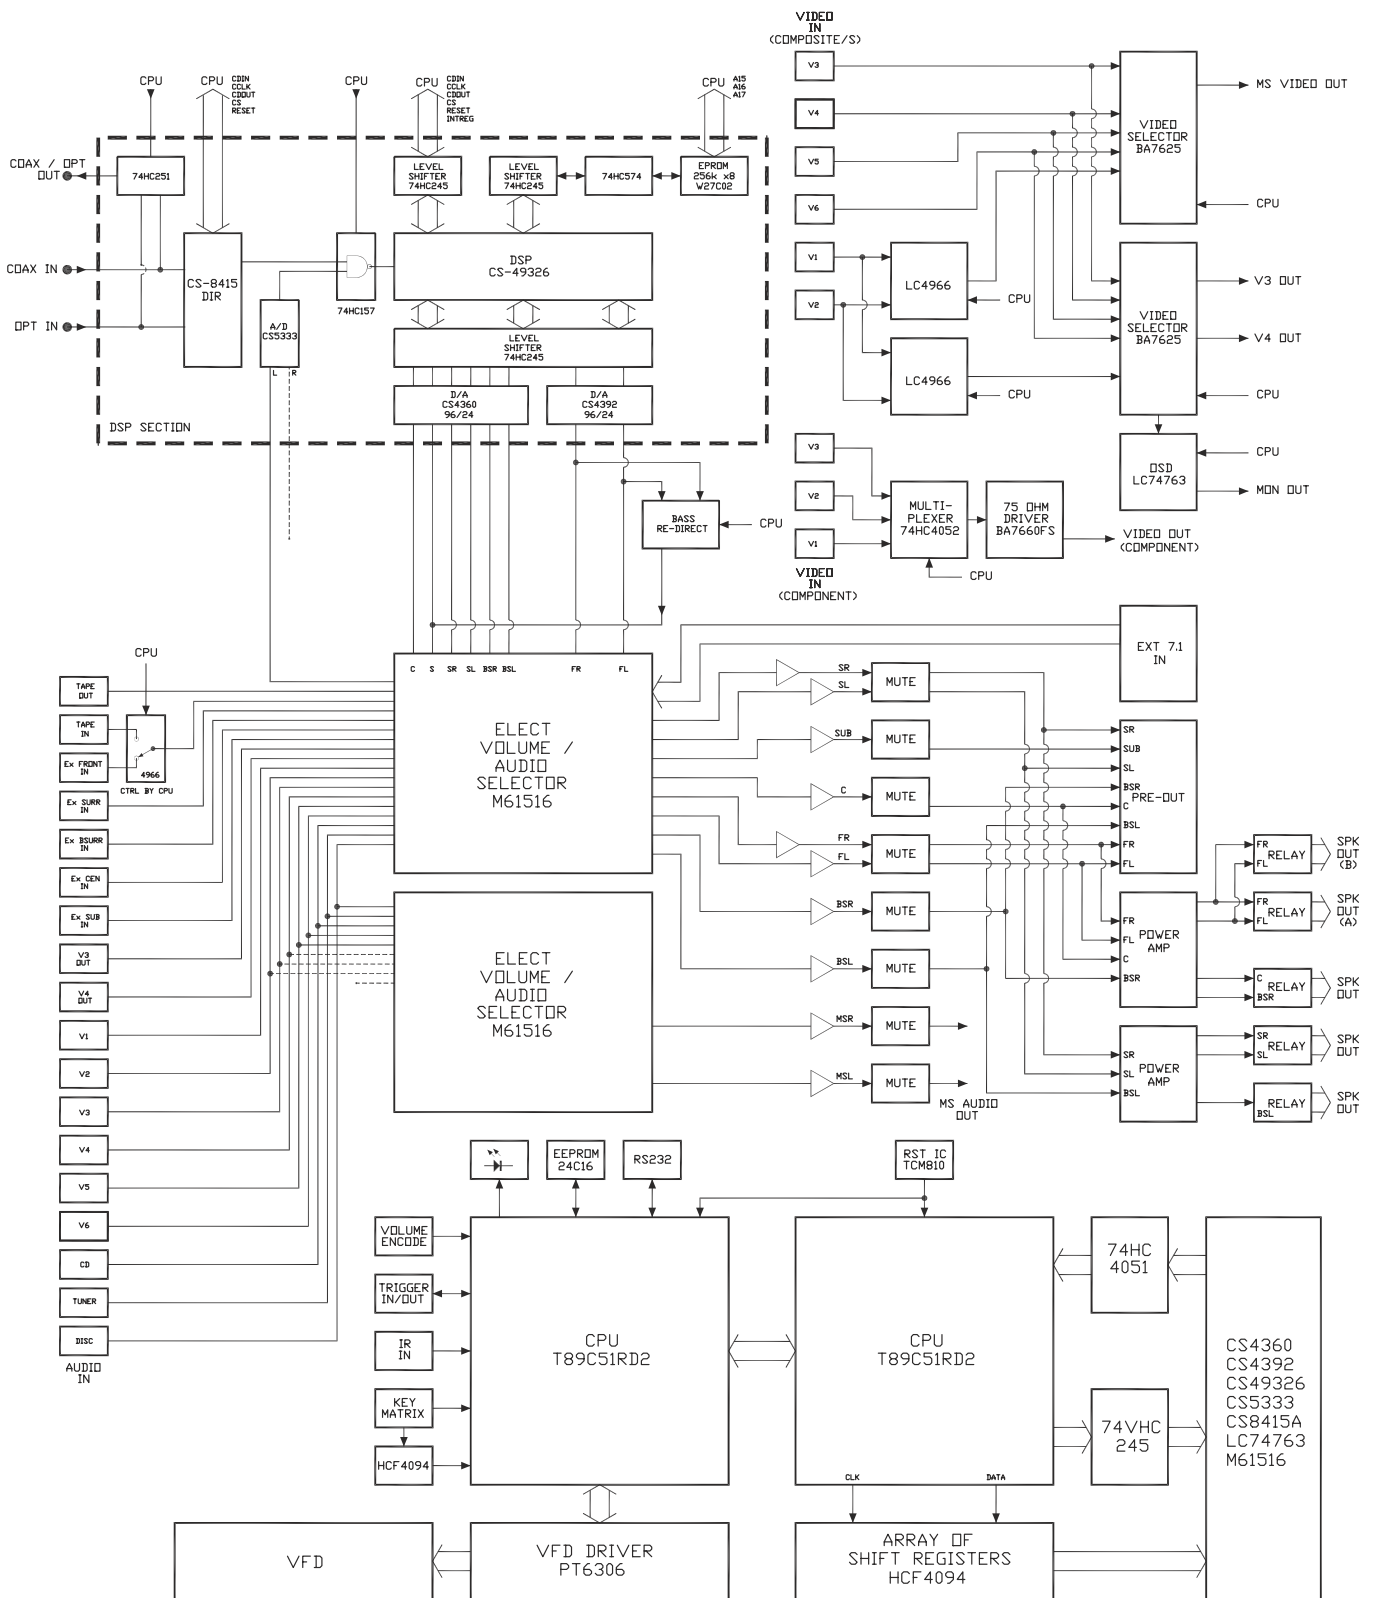 VIDEO
IN
(COMPOSITE/S)
V3
V4
V5
V6
V1
V2
VIDEO
SELECTOR
BA7625
MS VIDEO OUT
CPU
LC4966
CPU
LC4966
CPU
VIDEO
SELECTOR
BA7625
V3 OUT
V4 OUT
CPU
OSD
LC74763
CPU
MON OUT
V3
V2
V1
VIDEO
IN
(COMPONENT)
MULTI-
PLEXER
74HC4052
CPU
75 OHM
DRIVER
BA7660FS
VIDEO OUT
(COMPONENT)
CPU
CPU
CDIN
CCLK
CDOUT
CS
RESET
CPU
CPU
CDIN
CCLK
CDOUT
CS
RESET
INTREG
CPU
A15
A16
A17
COAX / OPT
OUT
74HC251
LEVEL
SHIFTER
74HC245
LEVEL
SHIFTER
74HC245
74HC574
EPROM
256k x8
W27C02
COAX IN
OPT IN
CS-8415
DIR
A/D
CS5333
L
R
74HC157
DSP
CS-49326
LEVEL
SHIFTER
74HC245
D/A
CS4360
96/24
D/A
CS4392
96/24
DSP SECTION
BASS
RE-DIRECT
CPU
C
S
SR
SL
BSR
BSL
FR
FL
ELECT
VOLUME /
AUDIO
SELECTOR
M61516
ELECT
VOLUME /
AUDIO
SELECTOR
M61516
CPU
TAPE
OUT
TAPE
IN
Ex FRONT
IN
4966
CTRL BY CPU
Ex SURR
IN
Ex BSURR
IN
Ex CEN
IN
Ex SUB
IN
V3
OUT
V4
OUT
V1
V2
V3
V4
V5
V6
CD
TUNER
DISC
AUDIO
IN
EXT 7.1
IN
SR
MUTE
SL
SUB
MUTE
C
MUTE
FR
MUTE
FL
BSR
MUTE
BSL
MUTE
MSR
MUTE
MSL
MUTE
MS AUDIO
OUT
SR
SUB
SL
BSR
PRE-OUT
C
BSL
FR
FL
FR
POWER
AMP
FL
C
BSR
SR
POWER
AMP
SL
BSL
FR
RELAY
FL
SPK
OUT
(B)
FR
RELAY
FL
SPK
OUT
(A)
C
RELAY
BSR
SPK
OUT
SR
RELAY
SL
SPK
OUT
RELAY
BSL
SPK
OUT
EEPROM
24C16
RS232
RST IC
TCM810
VOLUME
ENCODE
TRIGGER
IN/OUT
IR
IN
KEY
MATRIX
HCF4094
CPU
T89C51RD2
CPU
T89C51RD2
CLK
DATA
74HC
4051
74VHC
245
CS4360
CS4392
CS49326
CS5333
CS8415A
LC74763
M61516
VFD
VFD DRIVER
PT6306
ARRAY OF
SHIFT REGISTERS
HCF4094